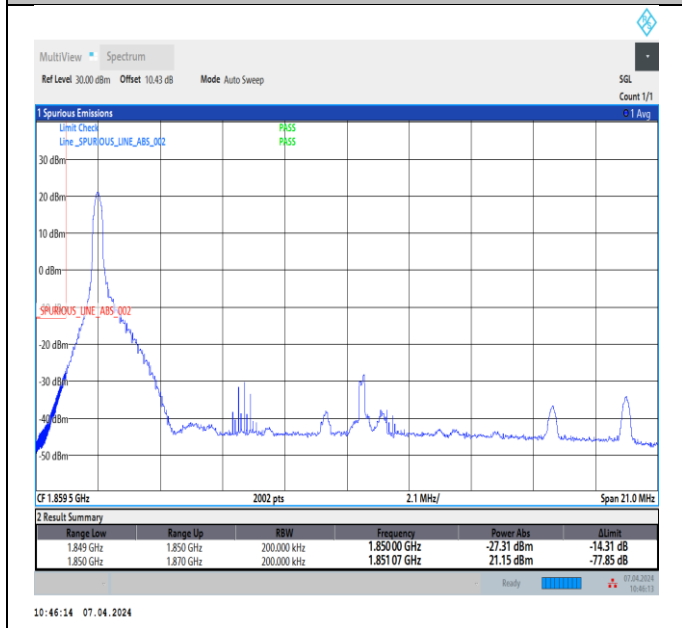 MultiView Spectrum
Ref Level 30.00 dBm Offset 10.43 dB Mode Auto Sweep SGL
Count 1/1
1 Spurious Emissions 1 Avg
Limit Check PASS
Line _SPURIOUS_LINE_ABS_002 PASS
30 dBm
20 dBm
10 dBm
0 dBm
_SPURIOUS_LINE_ABS_002
-20 dBm
-30 dBm
-40 dBm
-50 dBm
CF 1.859 5 GHz 2002 pts 2.1 MHz/ Span 21.0 MHz
2 Result Summary
Range Low Range Up RBW Frequency Power Abs ΔLimit
1.849 GHz 1.850 GHz 200.000 kHz 1.85000 GHz -27.31 dBm -14.31 dB
1.850 GHz 1.870 GHz 200.000 kHz 1.85107 GHz 21.15 dBm -77.85 dB
Ready 07.04.2024
10:46:13
10:46:14 07.04.2024